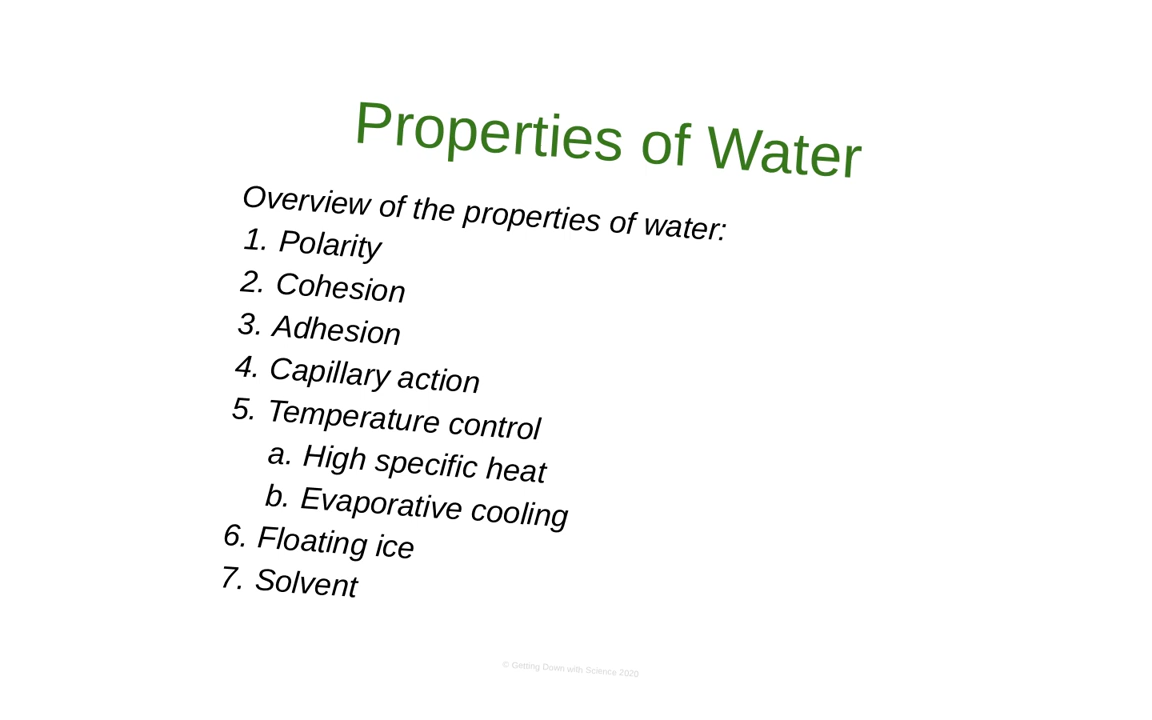 Properties of Water
Overview of the properties of water:
1. Polarity
2. Cohesion
3. Adhesion
4. Capillary action
5. Temperature control
a. High specific heat
b. Evaporative cooling
6. Floating ice
7. Solvent
© Getting Down with Science 2020